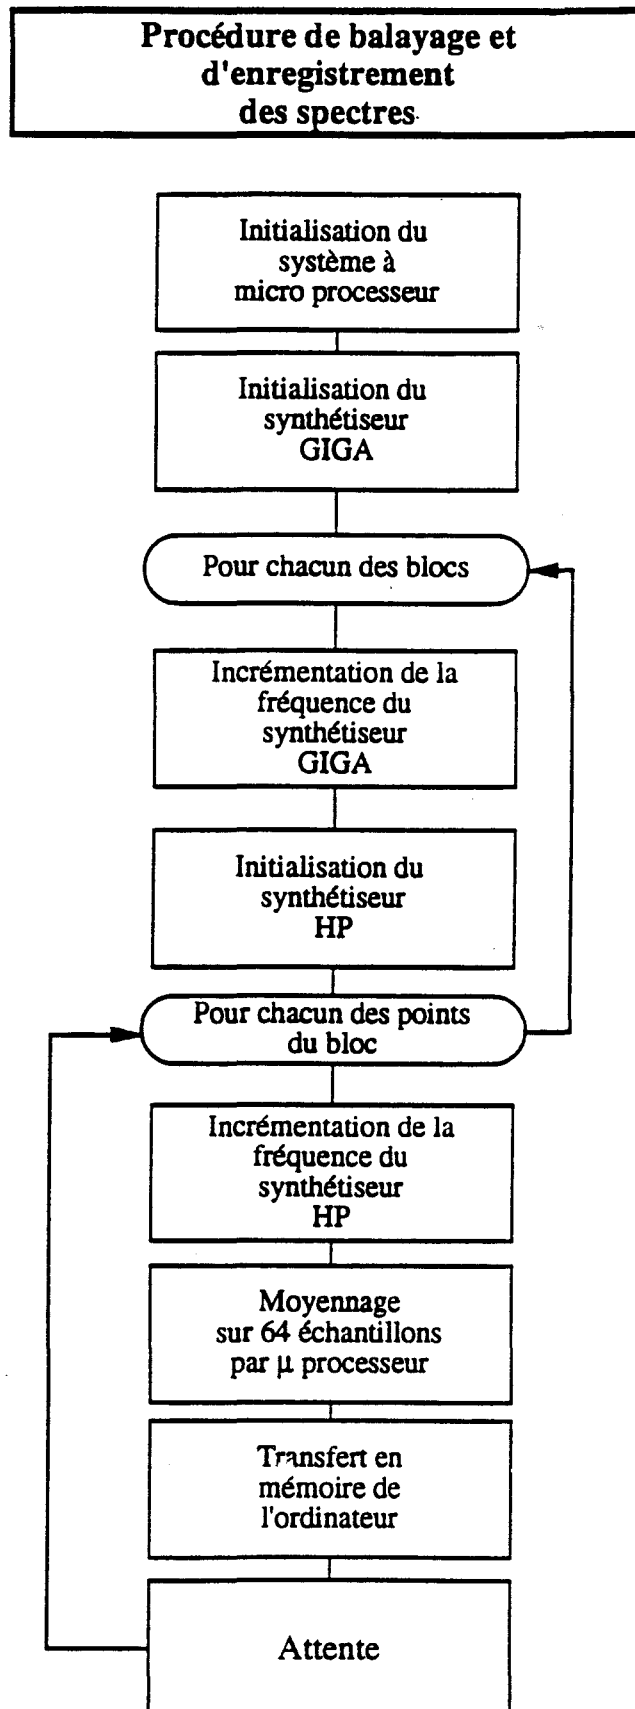 Procédure de balayage et
d'enregistrement
des spectres
Initialisation du
système à
micro processeur
Initialisation du
synthétiseur
GIGA
Pour chacun des blocs
Incrémentation de la
fréquence du
synthétiseur
GIGA
Initialisation du
synthétiseur
HP
Pour chacun des points
du bloc
Incrémentation de la
fréquence du
synthétiseur
HP
Moyennage
sur 64 échantillons
par µ processeur
Transfert en
mémoire de
l'ordinateur
Attente